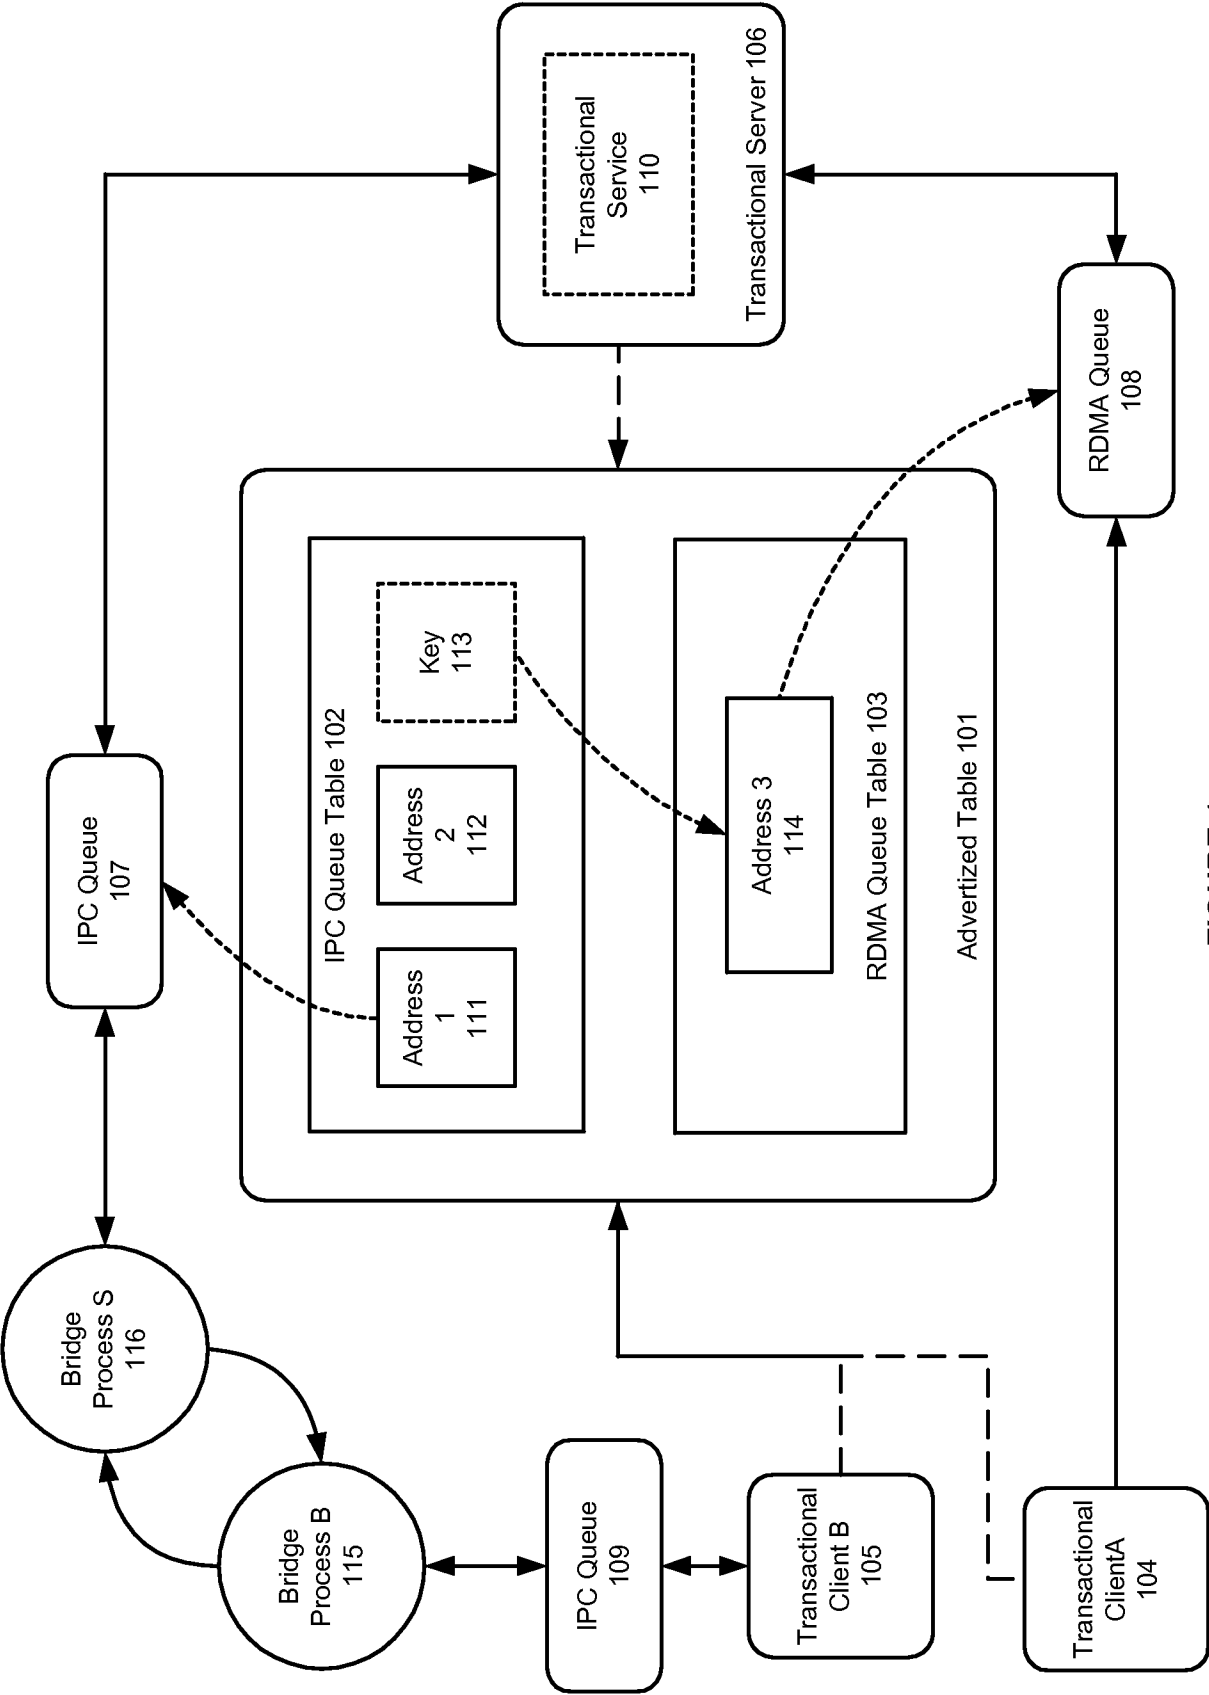 Bridge
Process S
116
IPC Queue
107
Bridge
Process B
115
IPC Queue Table 102
Address
1
111
Address
2
112
Key
113
Transactional
Service
110
Transactional Server 106
IPC Queue
109
Address 3
114
RDMA Queue Table 103
Advertized Table 101
Transactional
Client B
105
Transactional
ClientA
104
RDMA Queue
108